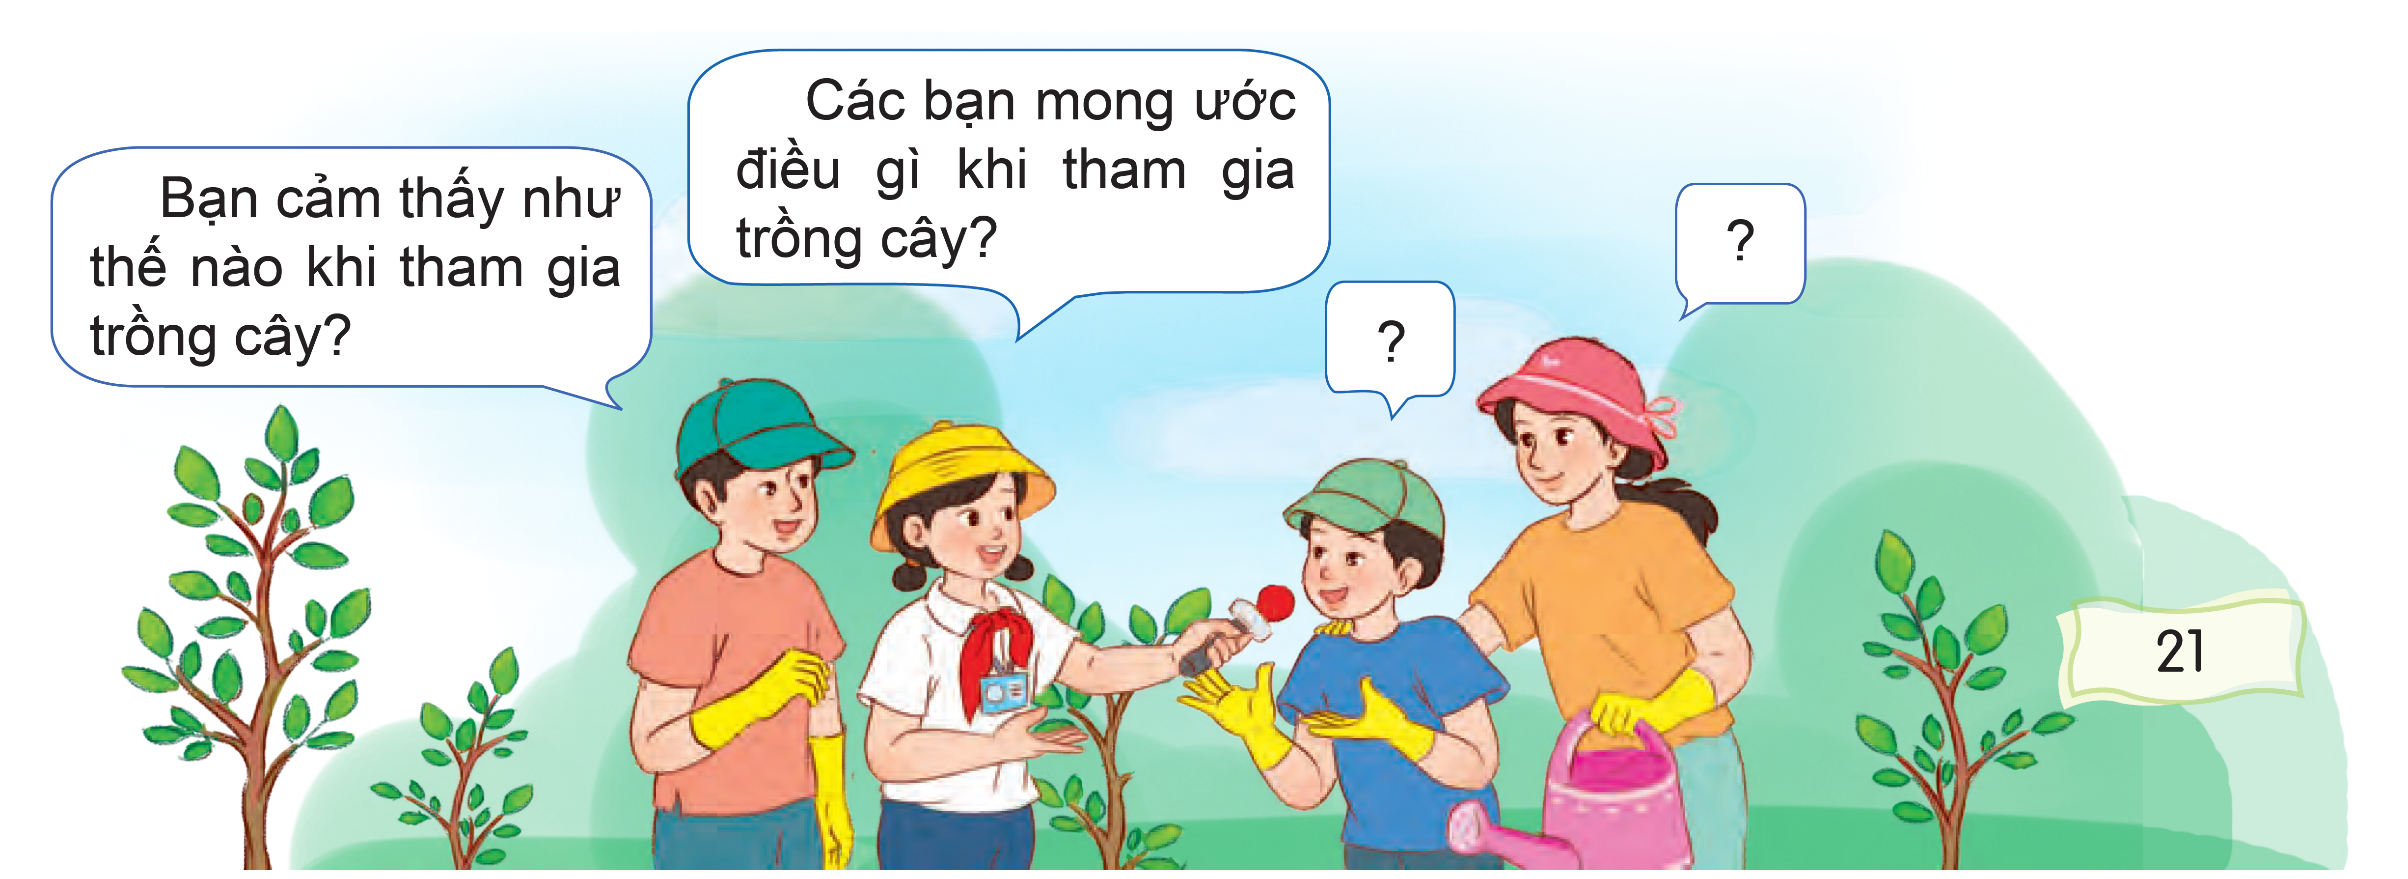 Bạn cảm thấy như
thế nào khi tham gia
trồng cây?
Các bạn mong ước
điều gì khi tham gia
trồng cây?
?
?
21